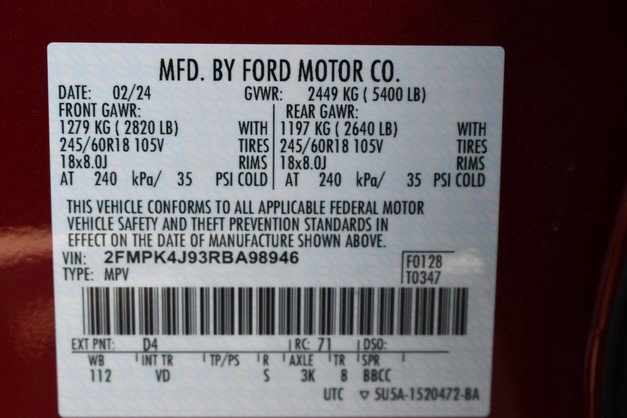 MFD. BY FORD MOTOR CO.
DATE: 02/24 GVWR: 2449 KG ( 5400 LB)
FRONT GAWR: REAR GAWR:
1279 KG ( 2820 LB) WITH 1197 KG ( 2640 LB) WITH
245/60R18 105V TIRES 245/60R18 105V TIRES
18x8.0J RIMS 18x8.0J RIMS
AT 240 kPa/ 35 PSI COLD AT 240 kPa/ 35 PSI COLD
THIS VEHICLE CONFORMS TO ALL APPLICABLE FEDERAL MOTOR
VEHICLE SAFETY AND THEFT PREVENTION STANDARDS IN
EFFECT ON THE DATE OF MANUFACTURE SHOWN ABOVE.
VIN: 2FMPK4J93RBA98946 F0128
TYPE: MPV T0347
EXT PNT: D4 RC: 71 DSO:
WB INT TR TP/PS R AXLE TR SPR
112 VD S 3K 8 BBCC
UTC ▽ 5U5A-1520472-BA